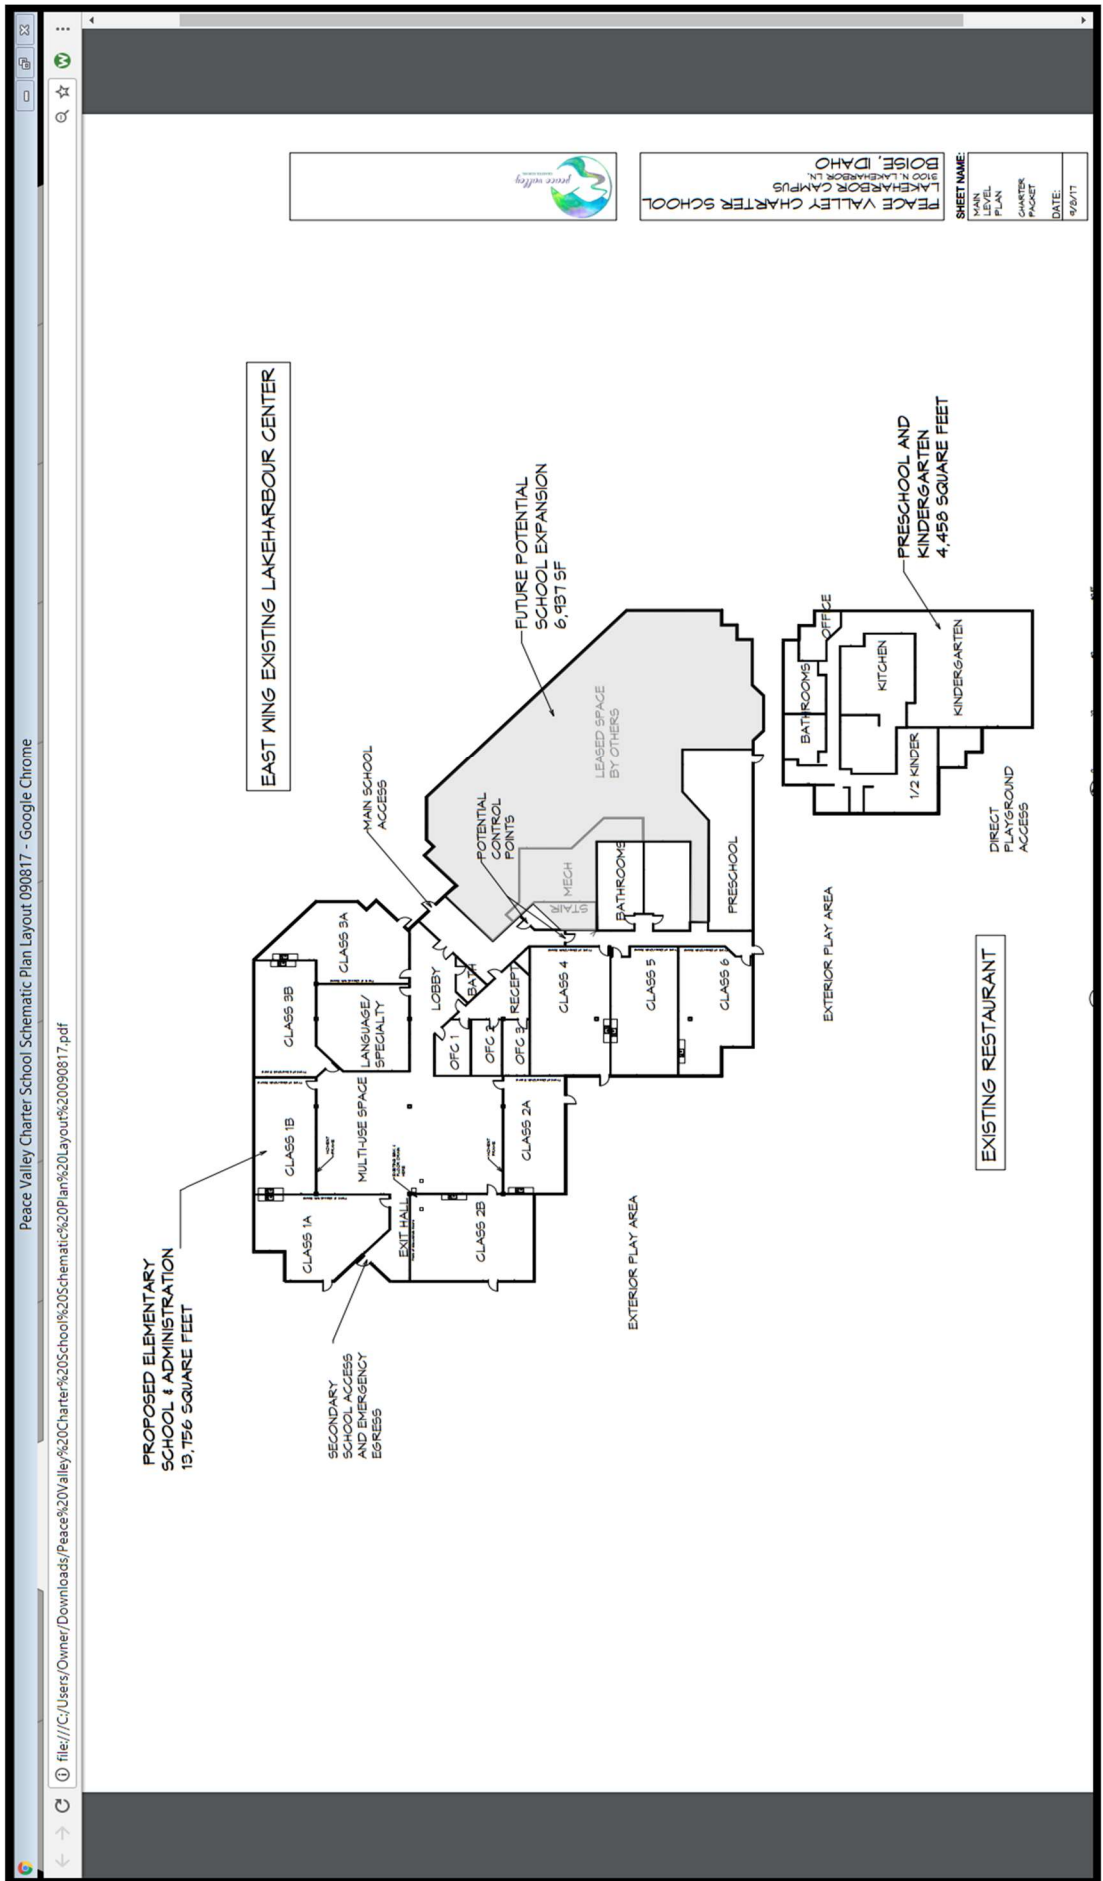 Peace Valley Charter School Schematic Plan Layout 090817 - Google Chrome
file:///C:/Users/Owner/Downloads/Peace%20Valley%20Charter%20School%20Schematic%20Plan%20Layout%20090817.pdf
PROPOSED ELEMENTARY
SCHOOL & ADMINISTRATION
13,756 SQUARE FEET
EAST WING EXISTING LAKEHARBOUR CENTER
SECONDARY
SCHOOL ACCESS
AND EMERGENCY
EGRESS
MAIN SCHOOL
ACCESS
CLASS 1A
CLASS 1B
CLASS 3B
CLASS 3A
MULTI-USE SPACE
LANGUAGE/
SPECIALTY
EXIT HALL
LOBBY
BATH
OFC 1
OFC 2
OFC 3
RECEPT
CLASS 2B
CLASS 2A
CLASS 4
CLASS 5
CLASS 6
POTENTIAL
CONTROL
POINTS
FUTURE POTENTIAL
SCHOOL EXPANSION
6,937 SF
STAIR
MECH
LEASED SPACE
BY OTHERS
BATHROOMS
PRESCHOOL
EXTERIOR PLAY AREA
EXTERIOR PLAY AREA
EXISTING RESTAURANT
DIRECT
PLAYGROUND
ACCESS
BATHROOMS
OFFICE
KITCHEN
1/2 KINDER
KINDERGARTEN
PRESCHOOL AND
KINDERGARTEN
4,458 SQUARE FEET
peace valley
PEACE VALLEY CHARTER SCHOOL
LAKEHARBOR CAMPUS
3100 N. LAKEHARBOR LN.
BOISE, IDAHO
SHEET NAME:
MAIN
LEVEL
PLAN
CHARTER
PACKET
DATE:
9/8/17